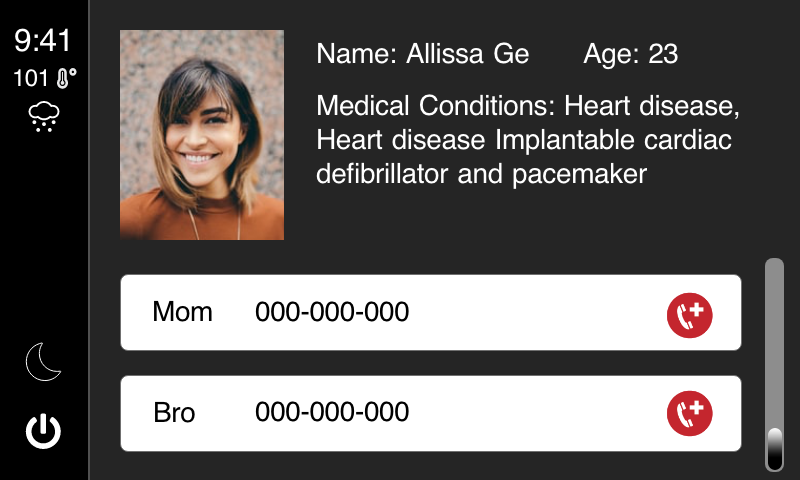 9:41
101 °
Name: Allissa Ge Age: 23
Medical Conditions: Heart disease,
Heart disease Implantable cardiac
defibrillator and pacemaker
Mom 000-000-000
Bro 000-000-000